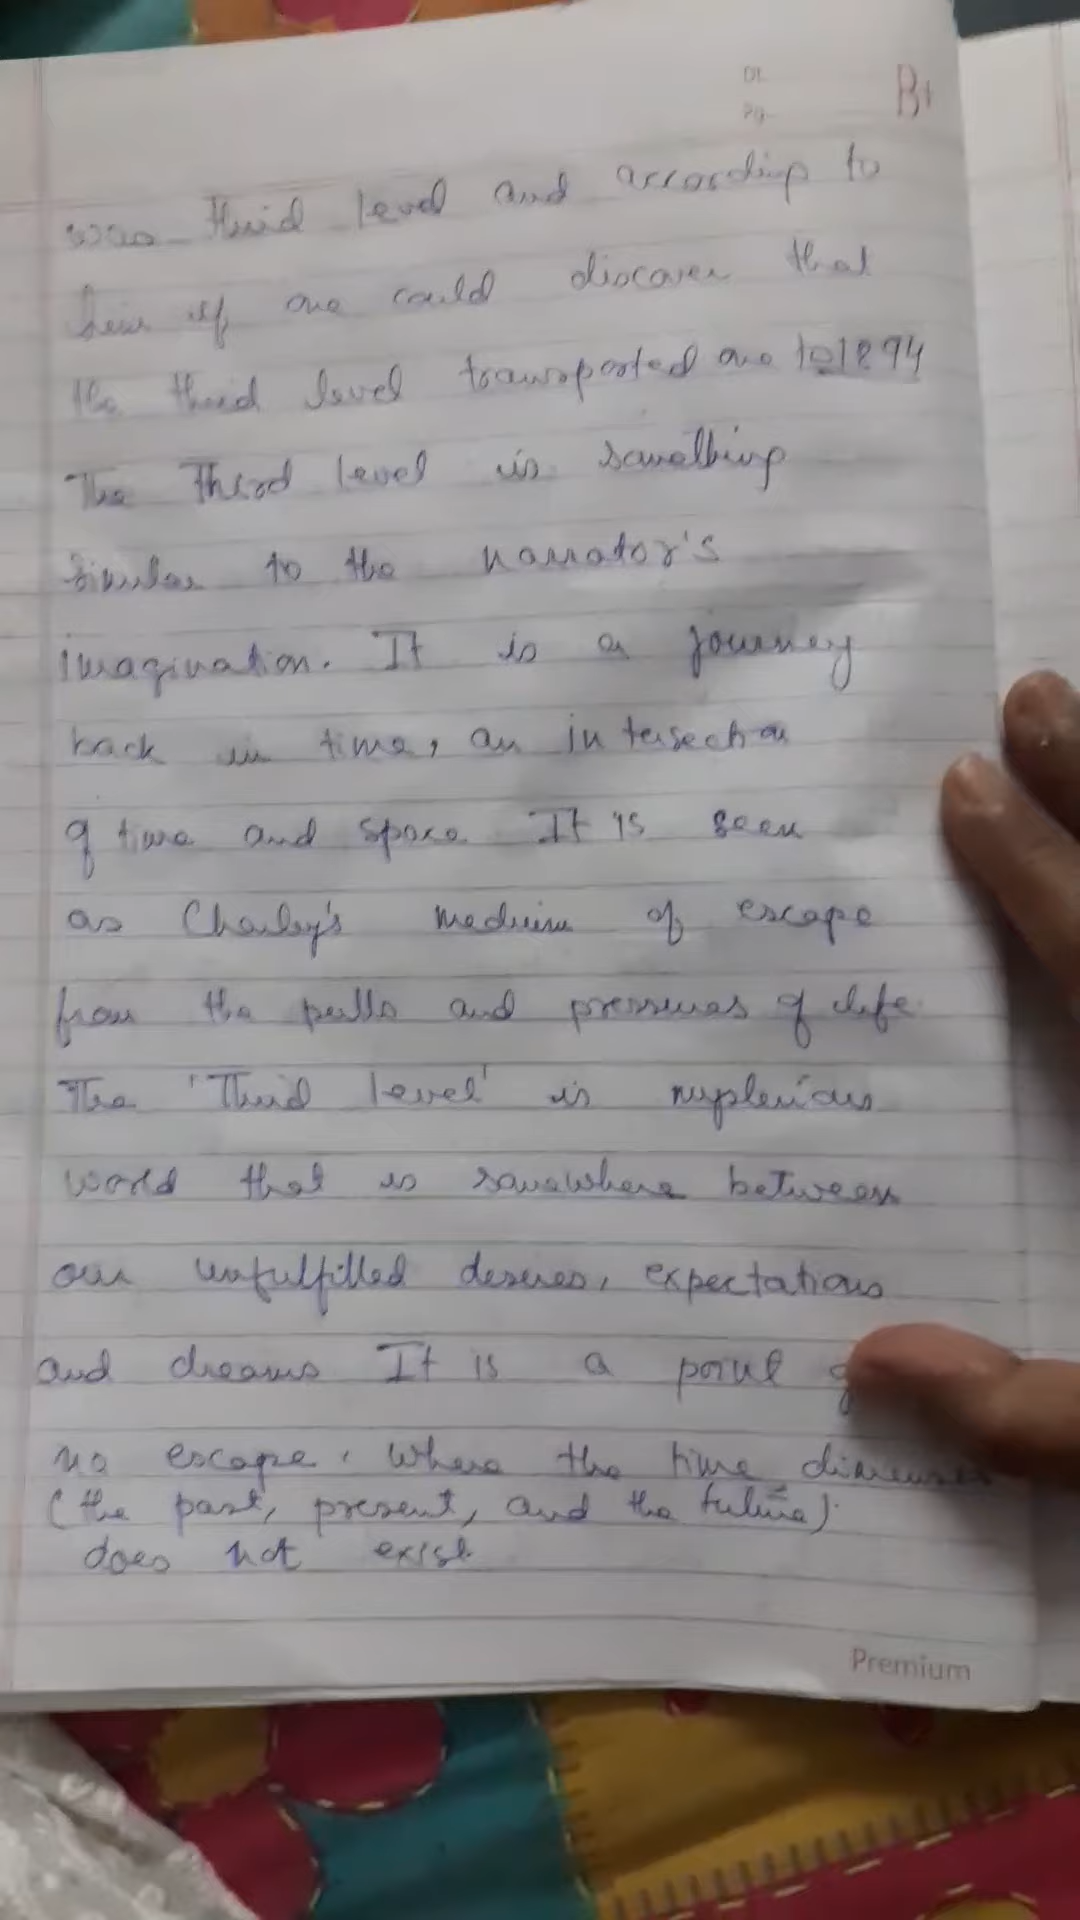 Dt.
Pg.
B+
was third level and according to
him if one could discover that
the third level transported one to 1894
The Third level is something
similar to the narrator's
imagination. It is a journey
back in time, an intersection
of time and space It is seen
as Charley's medium of escape
from the pulls and pressures of life.
The 'Third level' is mysterious
world that is somewhere between
our unfulfilled desires, expectations
and dreams It is a point
no escape, where the time
(the past, present, and the future)
does not exist
Premium